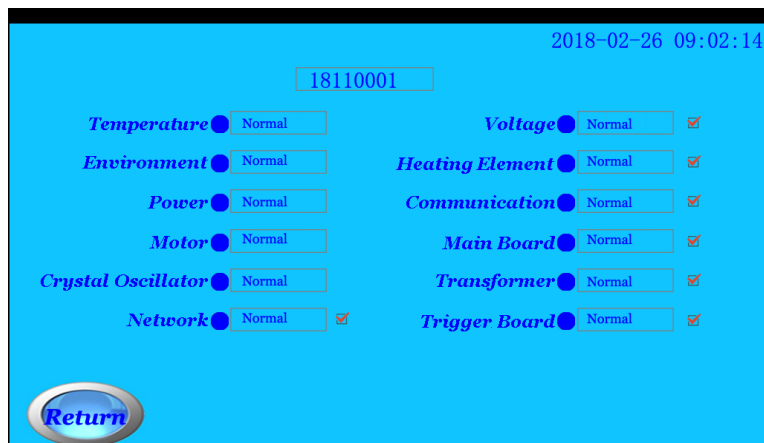 2018-02-26 09:02:14
18110001
Temperature Normal
Voltage Normal
Environment Normal
Heating Element Normal
Power Normal
Communication Normal
Motor Normal
Main Board Normal
Crystal Oscillator Normal
Transformer Normal
Network Normal
Trigger Board Normal
Return